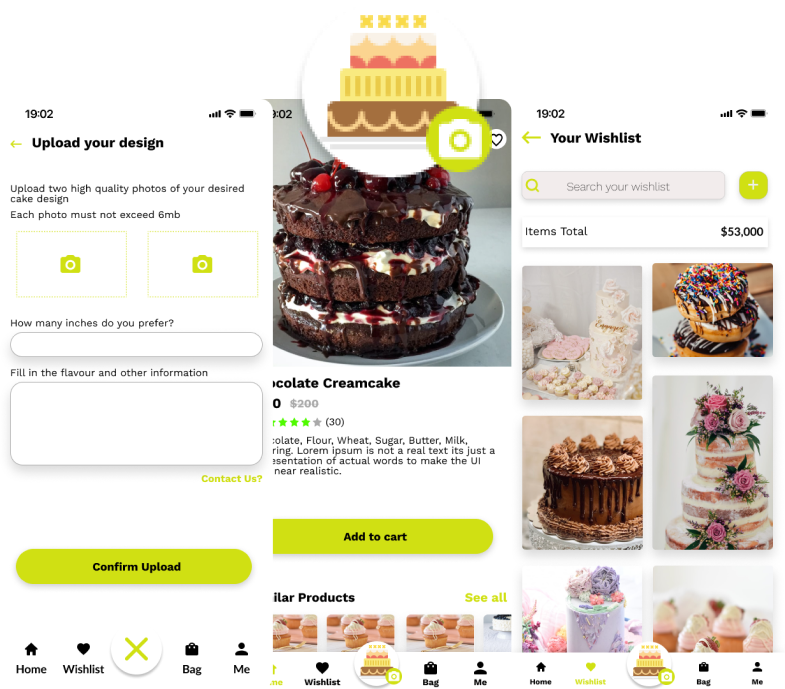 19:02
Upload your design
Upload two high quality photos of your desired
cake design
Each photo must not exceed 6mb
How many inches do you prefer?
Fill in the flavour and other information
Contact Us?
Confirm Upload
Home Wishlist Bag Me
9:02
ocolate Creamcake
0 $200
(30)
colate, Flour, Wheat, Sugar, Butter, Milk,
ring. Lorem ipsum is not a real text its just a
esentation of actual words to make the UI
near realistic.
Add to cart
ilar Products See all
me Wishlist Bag Me
19:02
Your Wishlist
Search your wishlist
+
Items Total $53,000
Home Wishlist Bag Me